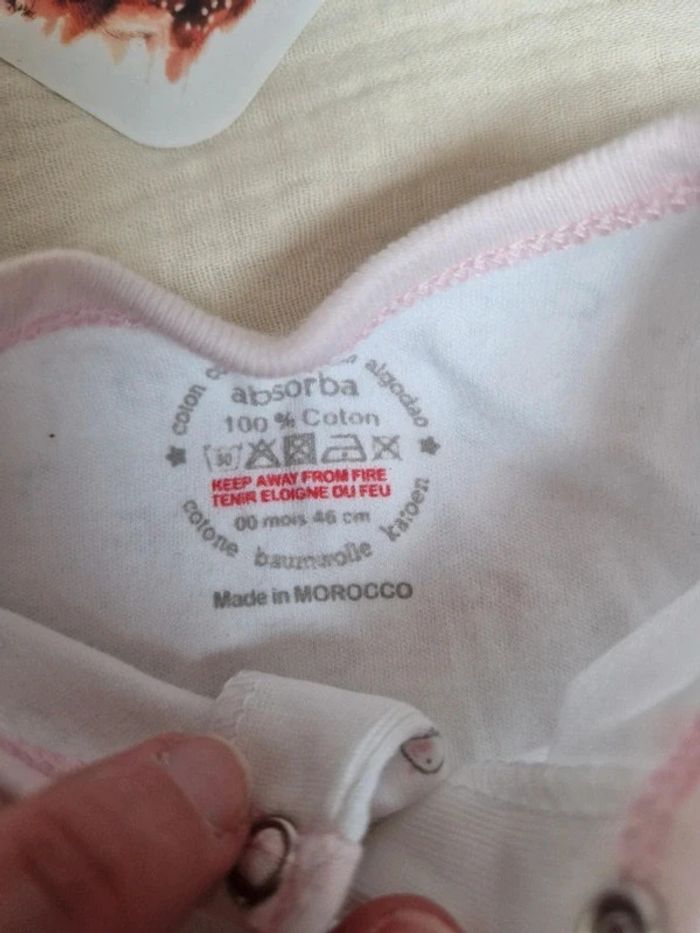 coton
algodao
absorba
100 % Coton
30
KEEP AWAY FROM FIRE
TENIR ELOIGNE DU FEU
00 mois 46 cm
cotone baumwolle katoen
Made in MOROCCO